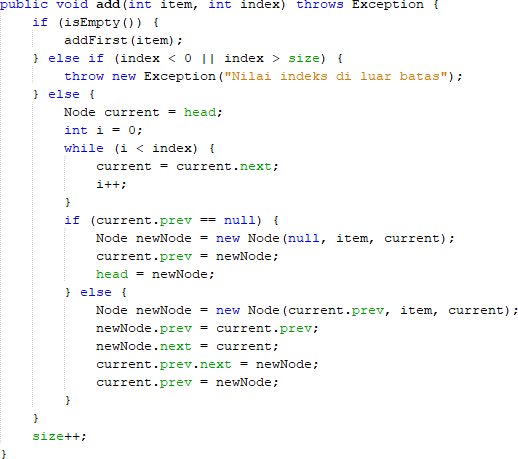 public void add(int item, int index) throws Exception {
    if (isEmpty()) {
        addFirst(item);
    } else if (index < 0 || index > size) {
        throw new Exception("Nilai indeks di luar batas");
    } else {
        Node current = head;
        int i = 0;
        while (i < index) {
            current = current.next;
            i++;
        }
        if (current.prev == null) {
            Node newNode = new Node(null, item, current);
            current.prev = newNode;
            head = newNode;
        } else {
            Node newNode = new Node(current.prev, item, current);
            newNode.prev = current.prev;
            newNode.next = current;
            current.prev.next = newNode;
            current.prev = newNode;
        }
    }
    size++;
}